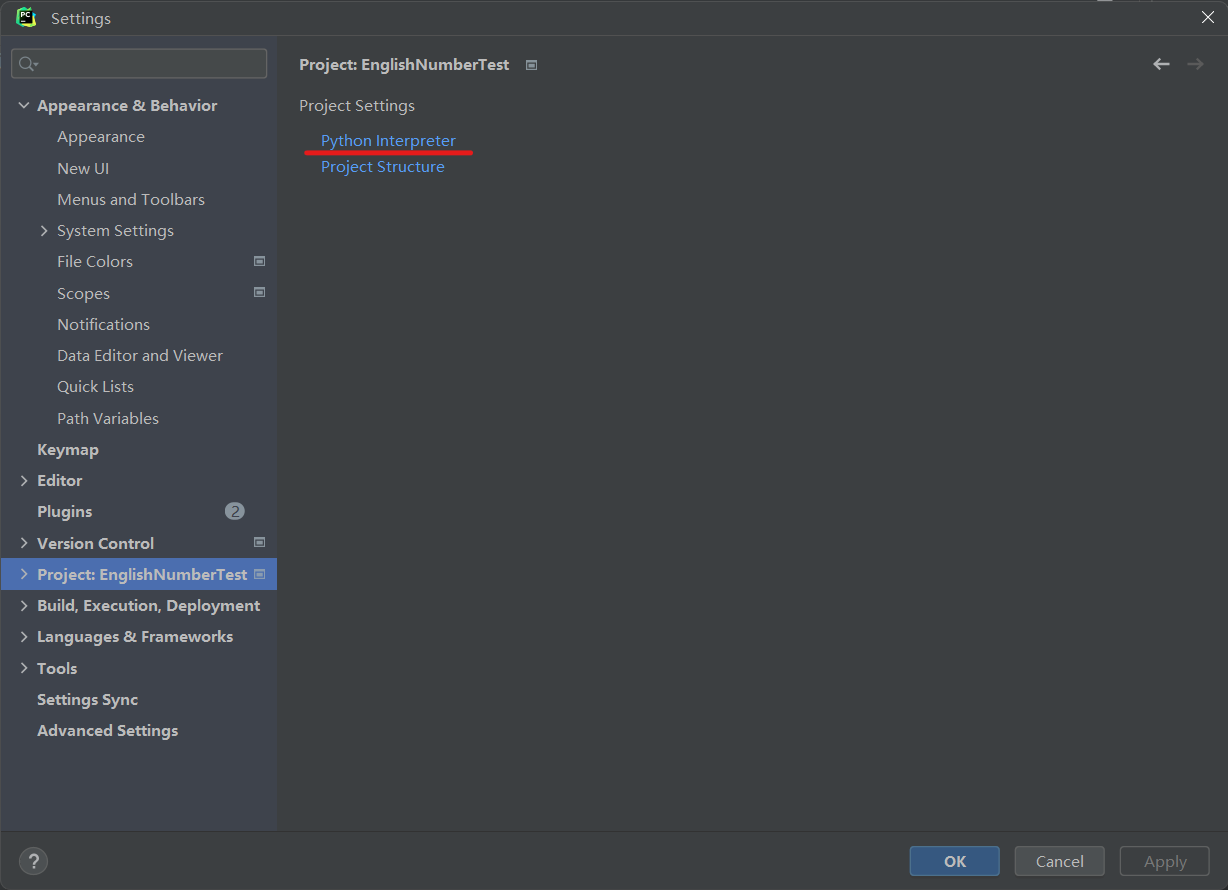 Settings
Project: EnglishNumberTest
Appearance & Behavior
Project Settings
Appearance
Python Interpreter
New UI
Project Structure
Menus and Toolbars
System Settings
File Colors
Scopes
Notifications
Data Editor and Viewer
Quick Lists
Path Variables
Keymap
Editor
Plugins 2
Version Control
Project: EnglishNumberTest
Build, Execution, Deployment
Languages & Frameworks
Tools
Settings Sync
Advanced Settings
? OK Cancel Apply